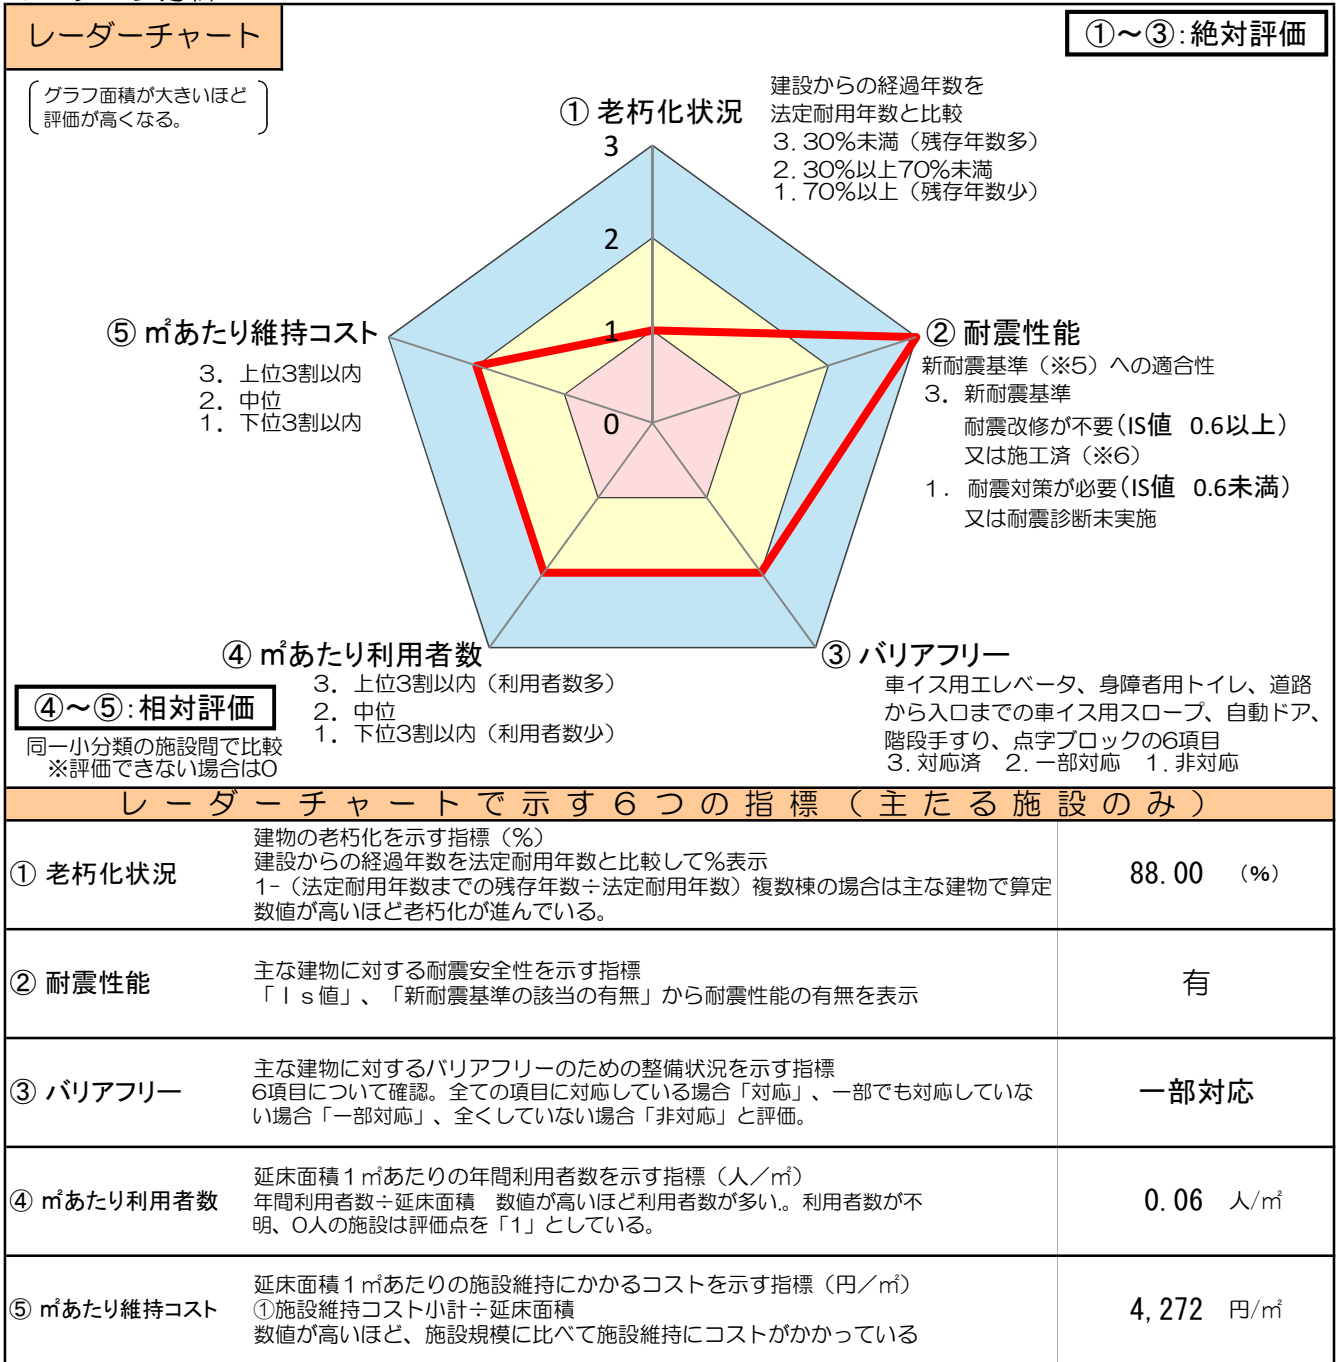 レーダーチャート
①～③:絶対評価
グラフ面積が大きいほど
評価が高くなる。
① 老朽化状況
建設からの経過年数を
法定耐用年数と比較
3．30%未満（残存年数多）
2．30%以上70%未満
1．70%以上（残存年数少）
3
2
1
0
⑤ ㎡あたり維持コスト
3．上位3割以内
2．中位
1．下位3割以内
② 耐震性能
新耐震基準（※5）への適合性
3．新耐震基準
耐震改修が不要(IS値　0.6以上)
又は施工済（※6）
1．耐震対策が必要(IS値　0.6未満)
又は耐震診断未実施
④ ㎡あたり利用者数
3．上位3割以内（利用者数多）
2．中位
1．下位3割以内（利用者数少）
③ バリアフリー
車イス用エレベータ、身障者用トイレ、道路
から入口までの車イス用スロープ、自動ドア、
階段手すり、点字ブロックの6項目
3．対応済　2．一部対応　1．非対応
④～⑤:相対評価
同一小分類の施設間で比較
※評価できない場合は0
レーダーチャートで示す６つの指標（主たる施設のみ）
① 老朽化状況
建物の老朽化を示す指標（%）
建設からの経過年数を法定耐用年数と比較して%表示
1-（法定耐用年数までの残存年数÷法定耐用年数）複数棟の場合は主な建物で算定
数値が高いほど老朽化が進んでいる。
88.00　（%）
② 耐震性能
主な建物に対する耐震安全性を示す指標
「Ｉｓ値」、「新耐震基準の該当の有無」から耐震性能の有無を表示
有
③ バリアフリー
主な建物に対するバリアフリーのための整備状況を示す指標
6項目について確認。全ての項目に対応している場合「対応」、一部でも対応していな
い場合「一部対応」、全くしていない場合「非対応」と評価。
一部対応
④ ㎡あたり利用者数
延床面積１㎡あたりの年間利用者数を示す指標（人／㎡）
年間利用者数÷延床面積　数値が高いほど利用者数が多い。利用者数が不
明、0人の施設は評価点を「1」としている。
0.06　人/㎡
⑤ ㎡あたり維持コスト
延床面積１㎡あたりの施設維持にかかるコストを示す指標（円／㎡）
①施設維持コスト小計÷延床面積
数値が高いほど、施設規模に比べて施設維持にコストがかかっている
4,272　円/㎡